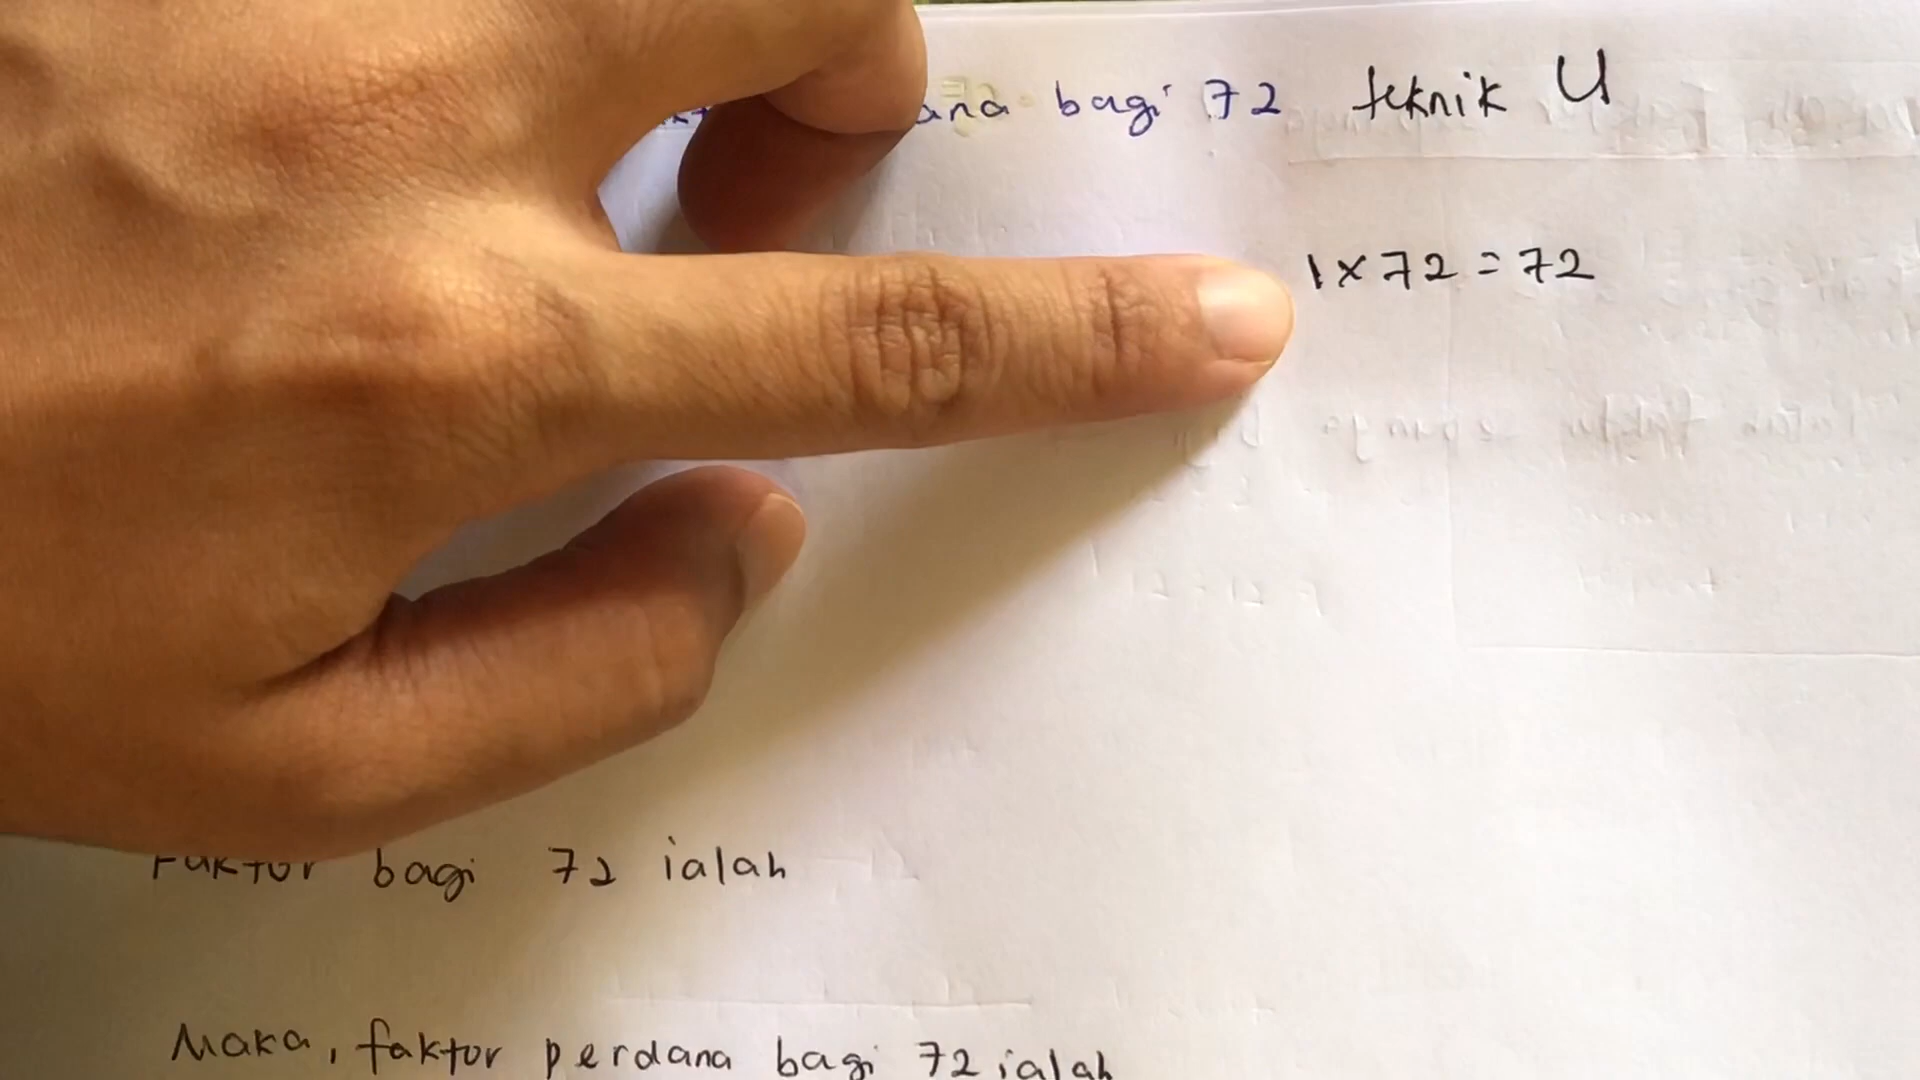 bagi 72 teknik U
1 x 72 = 72
Faktor bagi 72 ialah
Maka, faktor perdana bagi 72 ialah